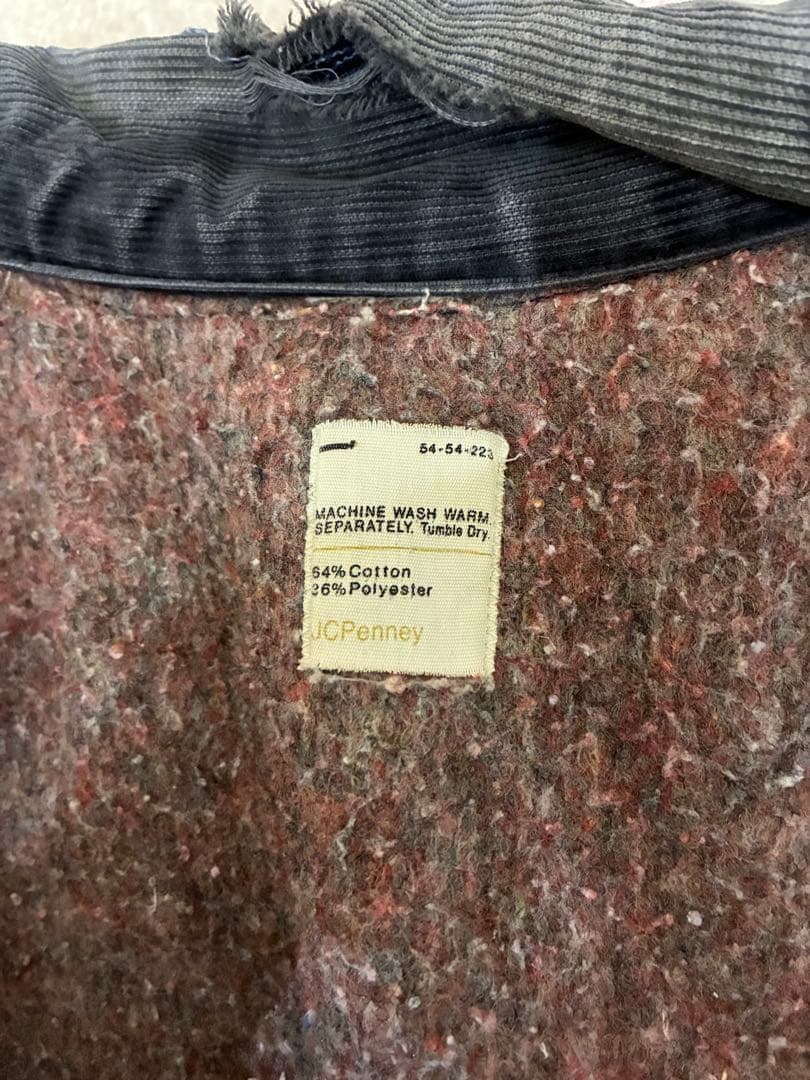 54-54-223
MACHINE WASH WARM.
SEPARATELY. Tumble Dry.
64% Cotton
36% Polyester
JCPenney